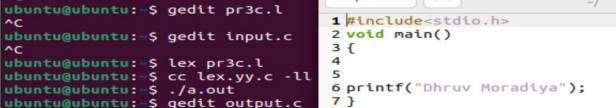 ubuntu@ubuntu:~$ gedit pr3c.l
^C
ubuntu@ubuntu:~$ gedit input.c
^C
ubuntu@ubuntu:~$ lex pr3c.l
ubuntu@ubuntu:~$ cc lex.yy.c -ll
ubuntu@ubuntu:~$ ./a.out
ubuntu@ubuntu:~$ gedit output.c
~/
1 #include<stdio.h>
2 void main()
3 {
4
5
6 printf("Dhruv Moradiya");
7 }